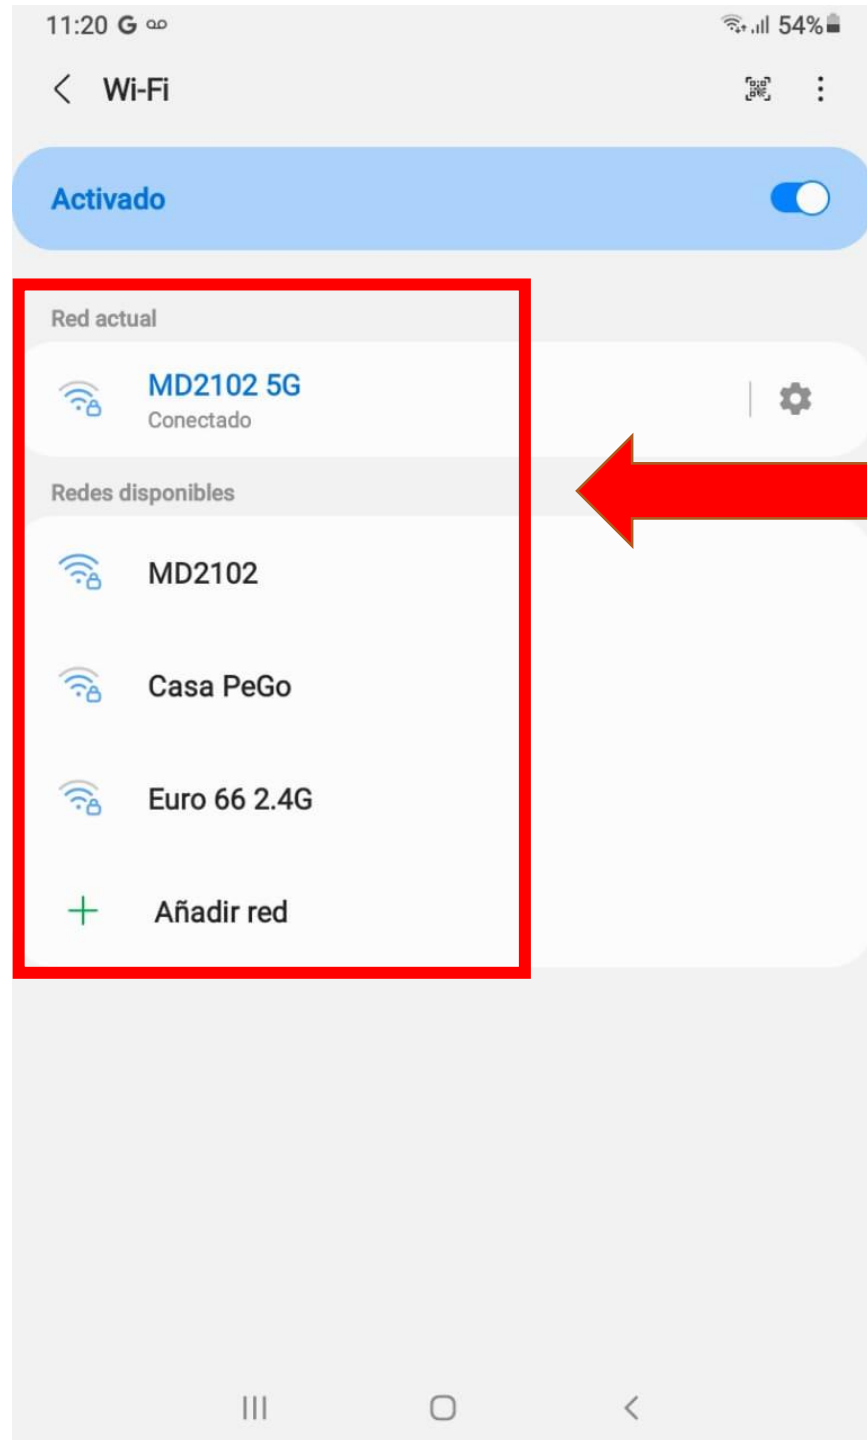 11:20 G 54%
Wi-Fi
Activado
Red actual
MD2102 5G
Conectado
Redes disponibles
MD2102
Casa PeGo
Euro 66 2.4G
Añadir red